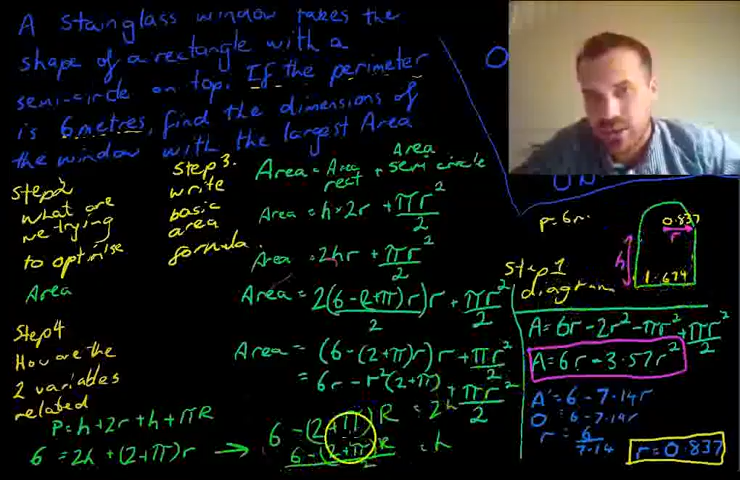 A Stainglass window takes the
shape of a rectangle with a
semi-circle on top. If the perimeter
is 6metres, find the dimensions of
the window with the largest Area
Step2
what are
we trying
to optimise
Area
Step3.
write
basic
area
formula.
Area = Area rect + Area semi circle
Area = h×2r + πr²/2
Area = 2hr + πr²/2
Area = 2(6-(2+π)r)r/2 + πr²/2
Area = (6-(2+π)r)r + πr²/2
= 6r - r²(2+π) + πr²/2
Step4
How are the
2 variables
related
P=h+2r+h+πR
6 = 2h+(2+π)r →
6-(2+π)R = 2h
6-(2+π)R/2 = h
P=6m.
0.837
r
h
1.674
Step1
diagram
A=6r-2r²-πr²+πr²/2
A=6r-3.57r²
A'=6-7.14r
0=6-7.14r
r=6/7.14
r=0.837